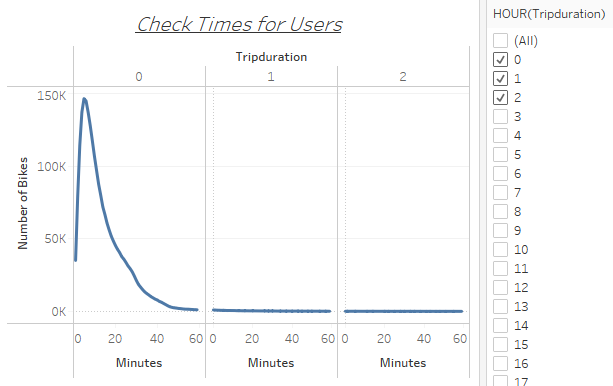 Check Times for Users
Tripduration
0 1 2
150K
100K
50K
0K
Number of Bikes
0 20 40 60 0 20 40 60 0 20 40 60
Minutes Minutes Minutes
HOUR(Tripduration)
(All)
0
1
2
3
4
5
6
7
8
9
10
11
12
13
14
15
16
17